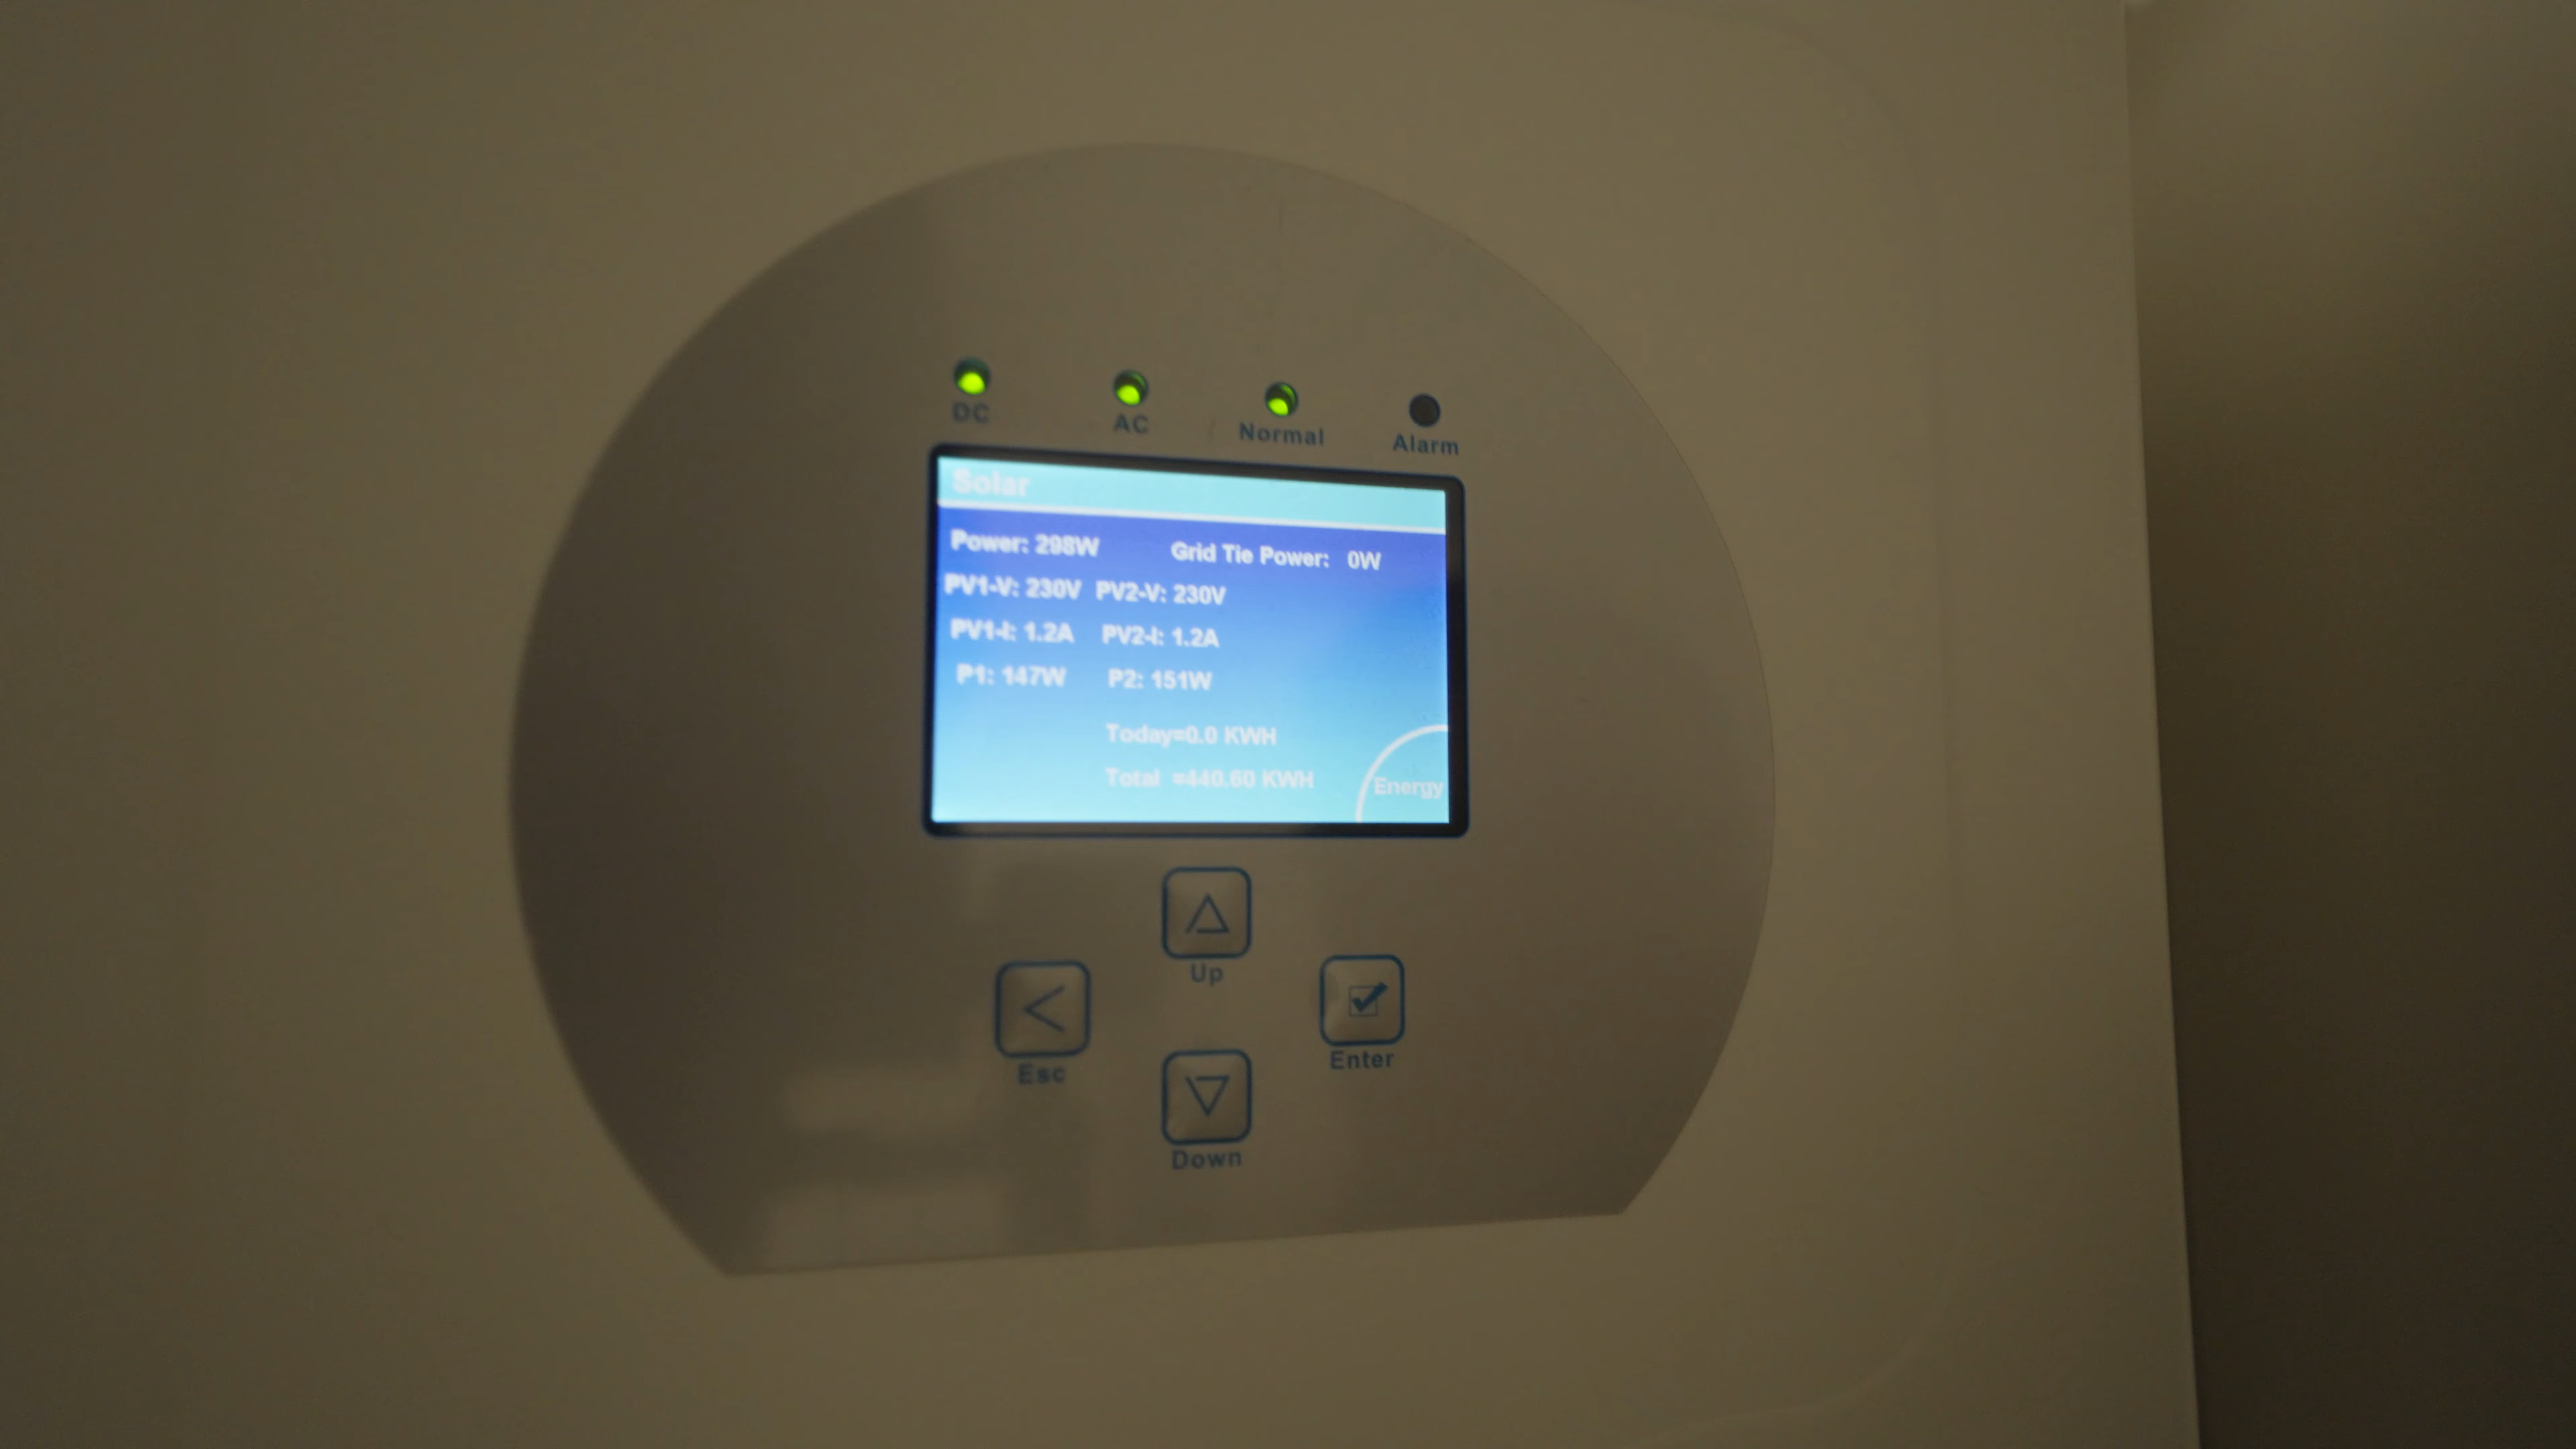 DC AC Normal Alarm
Solar
Power: 298W Grid Tie Power: 0W
PV1-V: 230V PV2-V: 230V
PV1-I: 1.2A PV2-I: 1.2A
P1: 147W P2: 151W
Today=0.0 KWH
Total =440.60 KWH
Energy
Up
Esc
Enter
Down